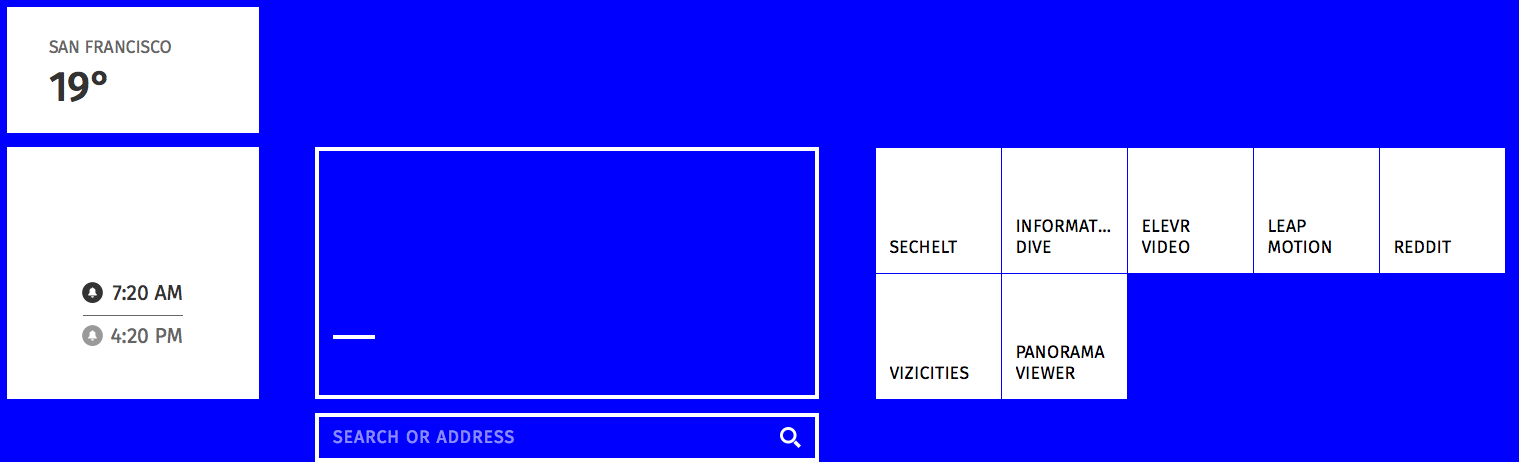 SAN FRANCISCO
19°
7:20 AM
4:20 PM
SEARCH OR ADDRESS
SECHELT
INFORMAT...
DIVE
ELEVR
VIDEO
LEAP
MOTION
REDDIT
VIZICITIES
PANORAMA
VIEWER